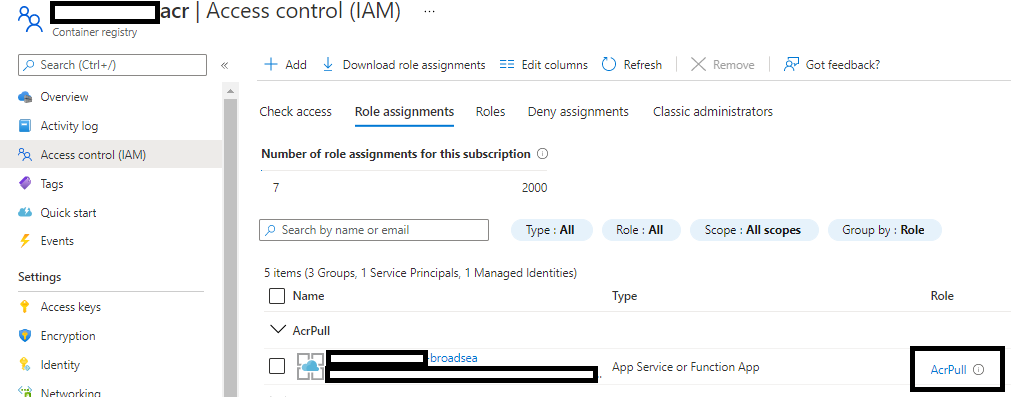 acr | Access control (IAM) ...
Container registry
Search (Ctrl+/) «
Add Download role assignments Edit columns Refresh Remove Got feedback?
Overview
Activity log
Access control (IAM)
Tags
Quick start
Events
Settings
Access keys
Encryption
Identity
Networking
Check access Role assignments Roles Deny assignments Classic administrators
Number of role assignments for this subscription
7 2000
Search by name or email Type : All Role : All Scope : All scopes Group by : Role
5 items (3 Groups, 1 Service Principals, 1 Managed Identities)
Name Type Role
AcrPull
-broadsea
App Service or Function App AcrPull